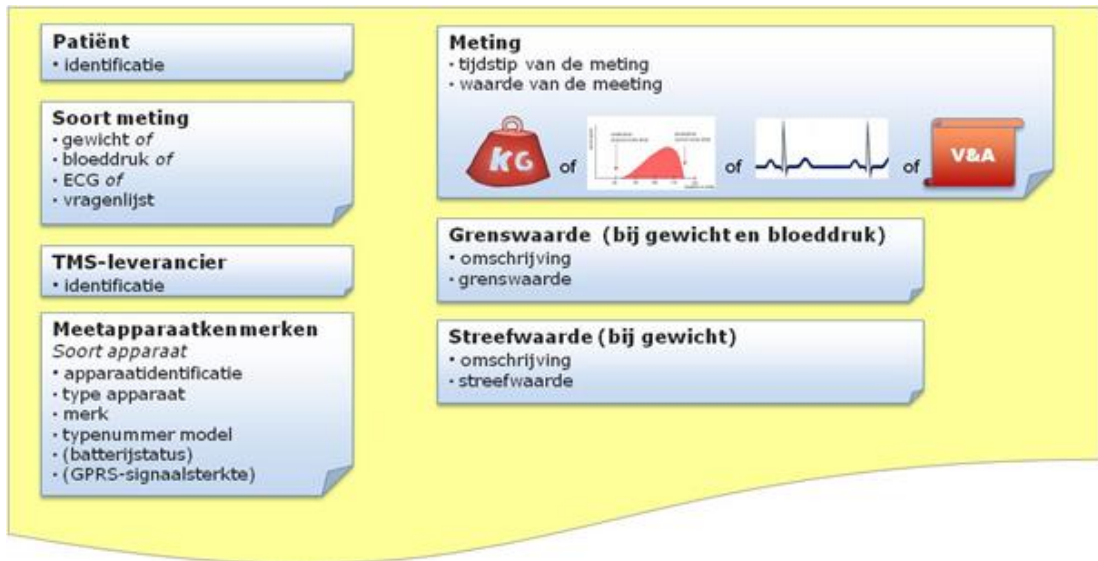 Patiënt
• identificatie
Soort meting
• gewicht of
• bloeddruk of
• ECG of
• vragenlijst
TMS-leverancier
• identificatie
Meetapparaatkenmerken
Soort apparaat
• apparaatidentificatie
• type apparaat
• merk
• typenummer model
• (batterijstatus)
• (GPRS-signaalsterkte)
Meting
• tijdstip van de meting
• waarde van de meeting
KG of of of V&A
Grenswaarde (bij gewicht en bloeddruk)
• omschrijving
• grenswaarde
Streefwaarde (bij gewicht)
• omschrijving
• streefwaarde